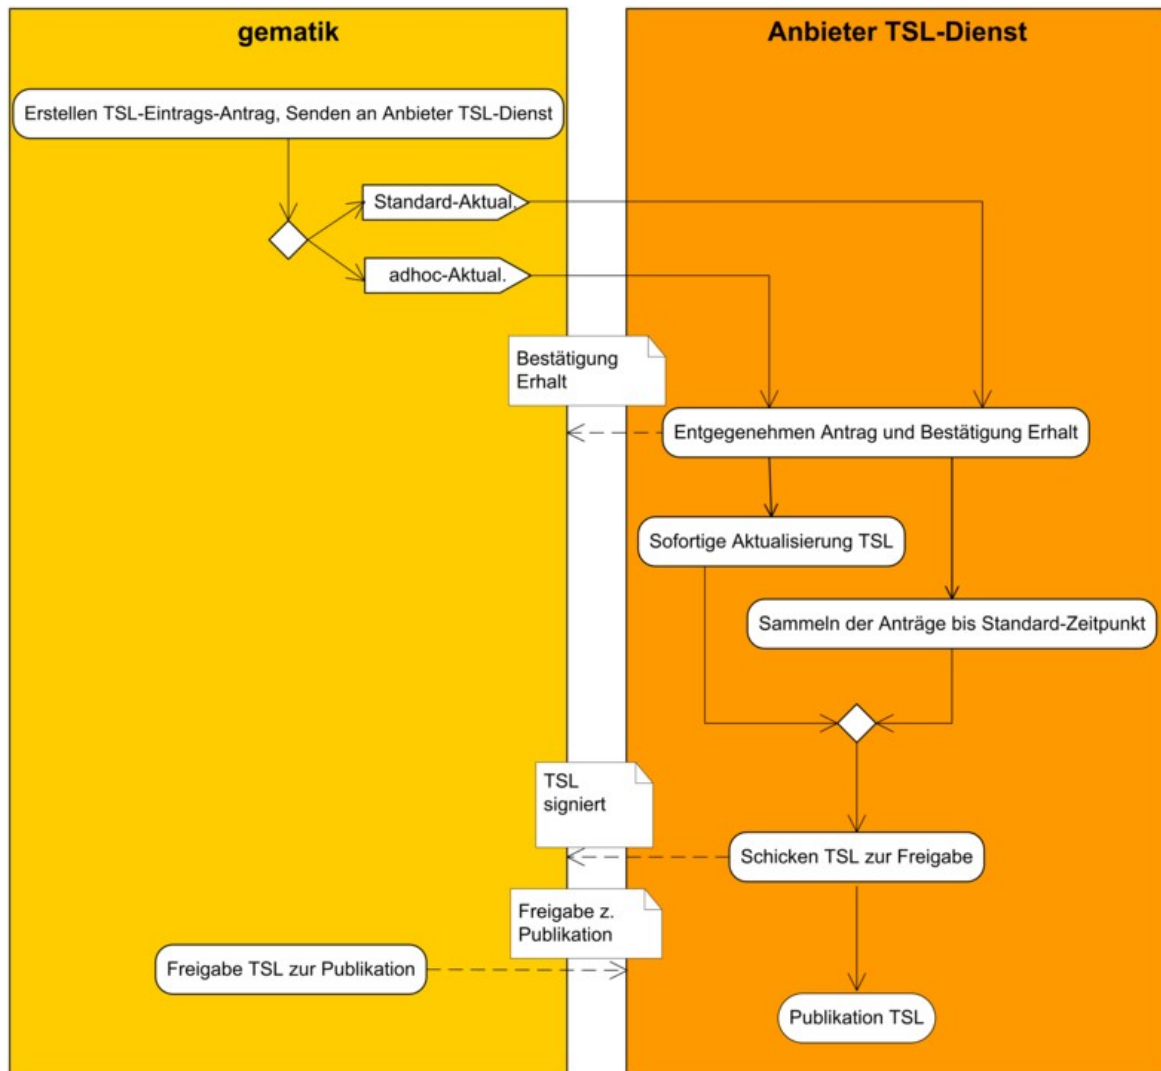 gematik
Anbieter TSL-Dienst
Erstellen TSL-Eintrags-Antrag, Senden an Anbieter TSL-Dienst
Standard-Aktual.
adhoc-Aktual.
Bestätigung
Erhalt
Entgegenehmen Antrag und Bestätigung Erhalt
Sofortige Aktualisierung TSL
Sammeln der Anträge bis Standard-Zeitpunkt
TSL
signiert
Schicken TSL zur Freigabe
Freigabe z.
Publikation
Freigabe TSL zur Publikation
Publikation TSL